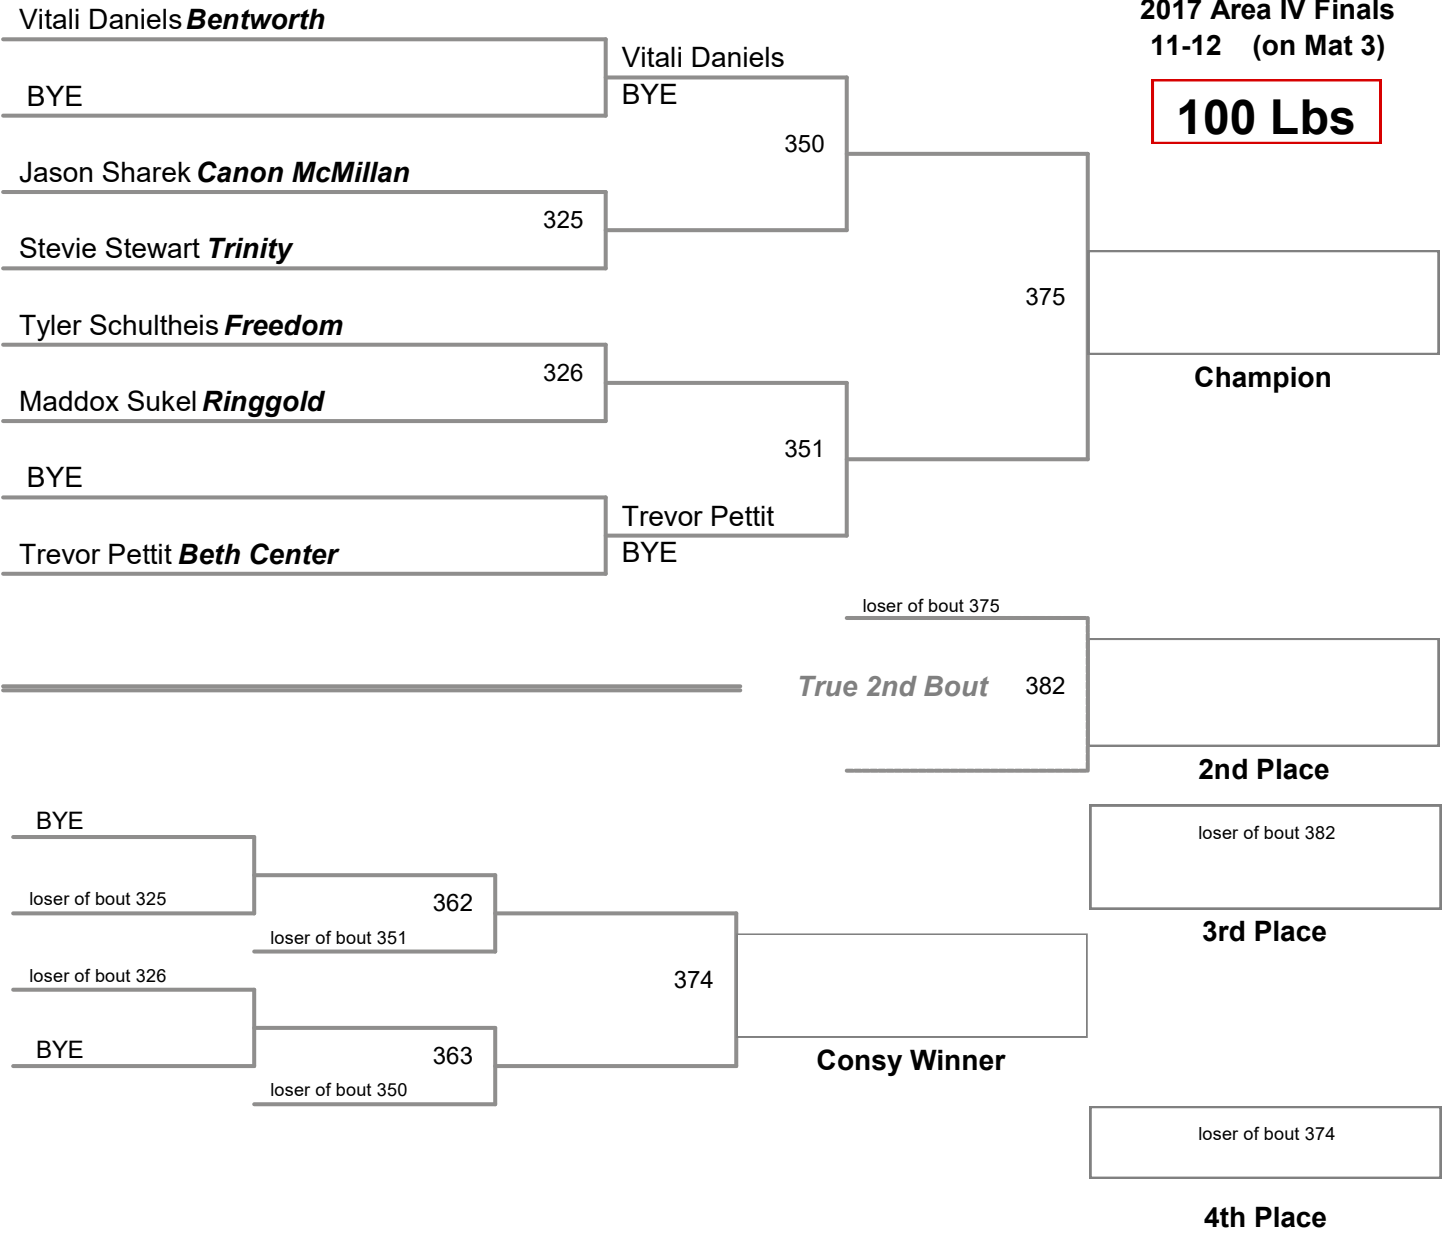 Vitali Daniels Bentworth
2017 Area IV Finals
11-12 (on Mat 3)
100 Lbs
BYE
Vitali Daniels
BYE
350
Jason Sharek Canon McMillan
325
Stevie Stewart Trinity
375
Tyler Schultheis Freedom
326
Champion
Maddox Sukel Ringgold
351
BYE
Trevor Pettit
BYE
Trevor Pettit Beth Center
loser of bout 375
True 2nd Bout 382
2nd Place
BYE
loser of bout 382
loser of bout 325
362
3rd Place
loser of bout 351
loser of bout 326
374
BYE
363
Consy Winner
loser of bout 350
loser of bout 374
4th Place